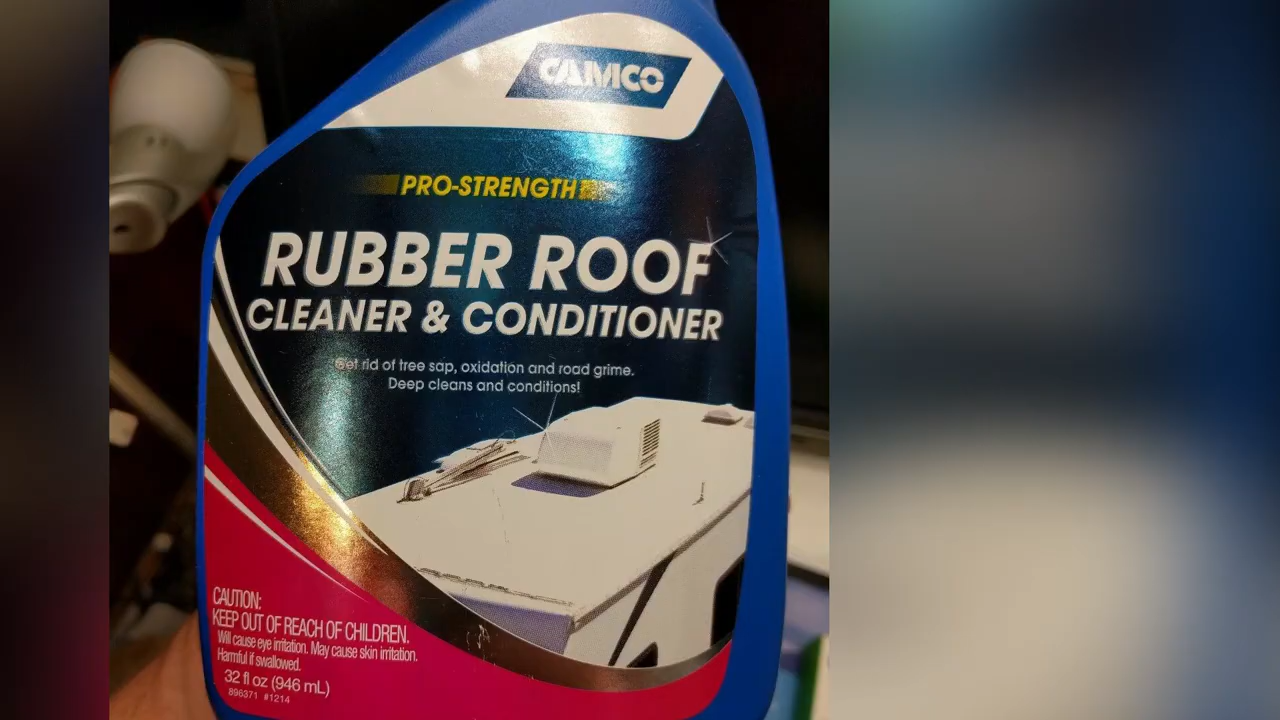 CAMCO
PRO-STRENGTH
RUBBER ROOF
CLEANER & CONDITIONER
Get rid of tree sap, oxidation and road grime.
Deep cleans and conditions!
CAUTION:
KEEP OUT OF REACH OF CHILDREN.
Will cause eye irritation. May cause skin irritation.
Harmful if swallowed.
32 fl oz (946 mL)
896371 #1214